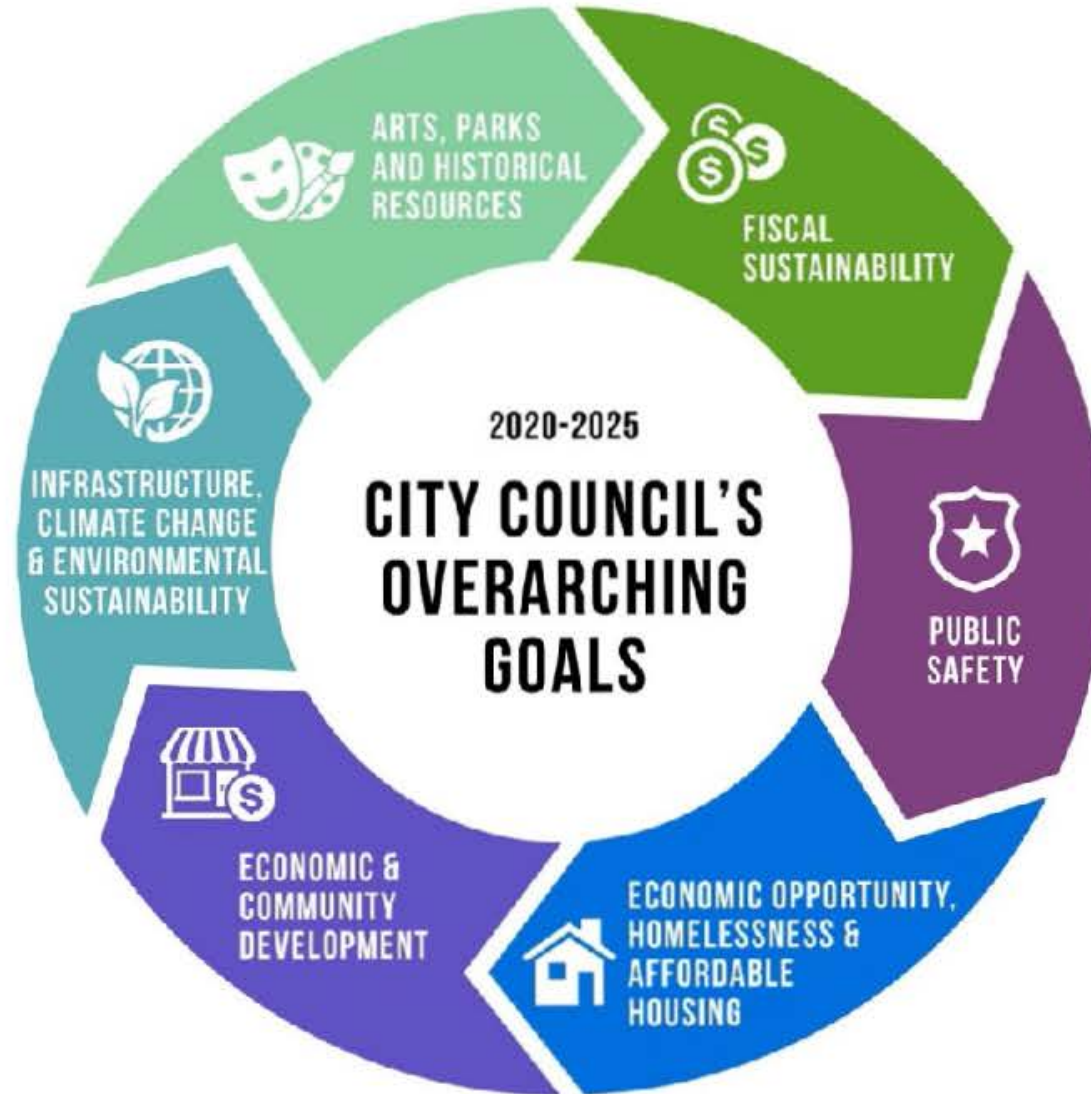 2020-2025
CITY COUNCIL'S
OVERARCHING
GOALS
$
$
$
FISCAL
SUSTAINABILITY
PUBLIC
SAFETY
ECONOMIC OPPORTUNITY,
HOMELESSNESS &
AFFORDABLE
HOUSING
$
ECONOMIC &
COMMUNITY
DEVELOPMENT
INFRASTRUCTURE,
CLIMATE CHANGE
& ENVIRONMENTAL
SUSTAINABILITY
ARTS, PARKS
AND HISTORICAL
RESOURCES